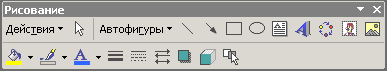 Рисование
Действия Автофигуры